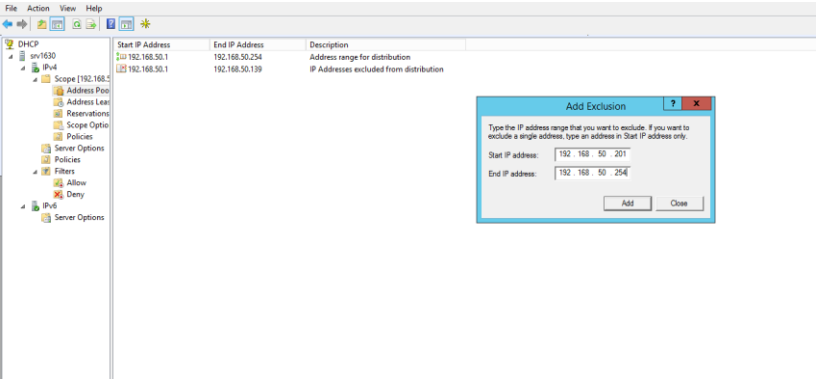 File Action View Help
DHCP
srv1630
IPv4
Scope [192.168.5
Address Poo
Address Leas
Reservations
Scope Optio
Policies
Server Options
Policies
Filters
Allow
Deny
IPv6
Server Options
Start IP Address End IP Address Description
192.168.50.1 192.168.50.254 Address range for distribution
192.168.50.1 192.168.50.139 IP Addresses excluded from distribution
Add Exclusion ? x
Type the IP address range that you want to exclude. If you want to
exclude a single address, type an address in Start IP address only.
Start IP address: 192 . 168 . 50 . 201
End IP address: 192 . 168 . 50 . 254
Add Close